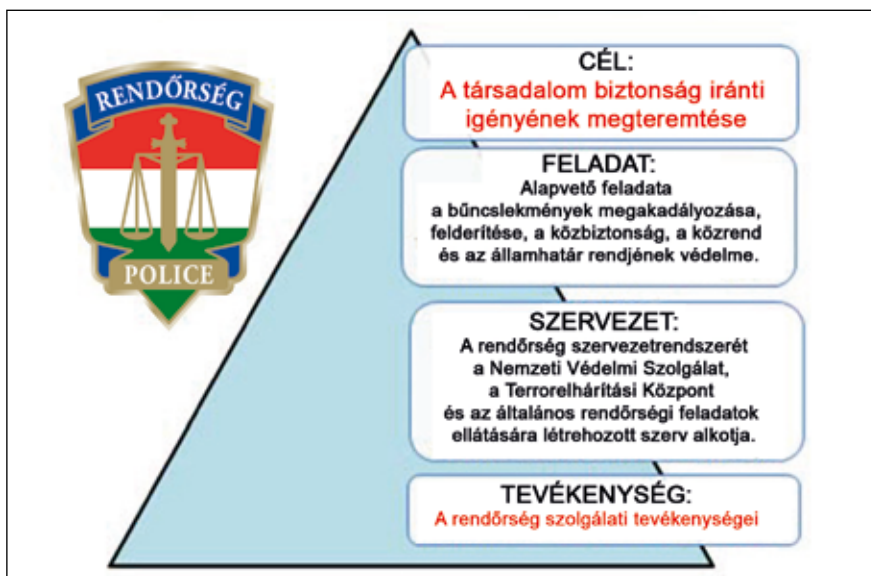 RENDŐRSÉG
POLICE
CÉL:
A társadalom biztonság iránti
igényének megteremtése
FELADAT:
Alapvető feladata
a bűncslekmények megakadályozása,
felderítése, a közbiztonság, a közrend
és az államhatár rendjének védelme.
SZERVEZET:
A rendőrség szervezetrendszerét
a Nemzeti Védelmi Szolgálat,
a Terrorelhárítási Központ
és az általános rendőrségi feladatok
ellátására létrehozott szerv alkotja.
TEVÉKENYSÉG:
A rendőrség szolgálati tevékenységei